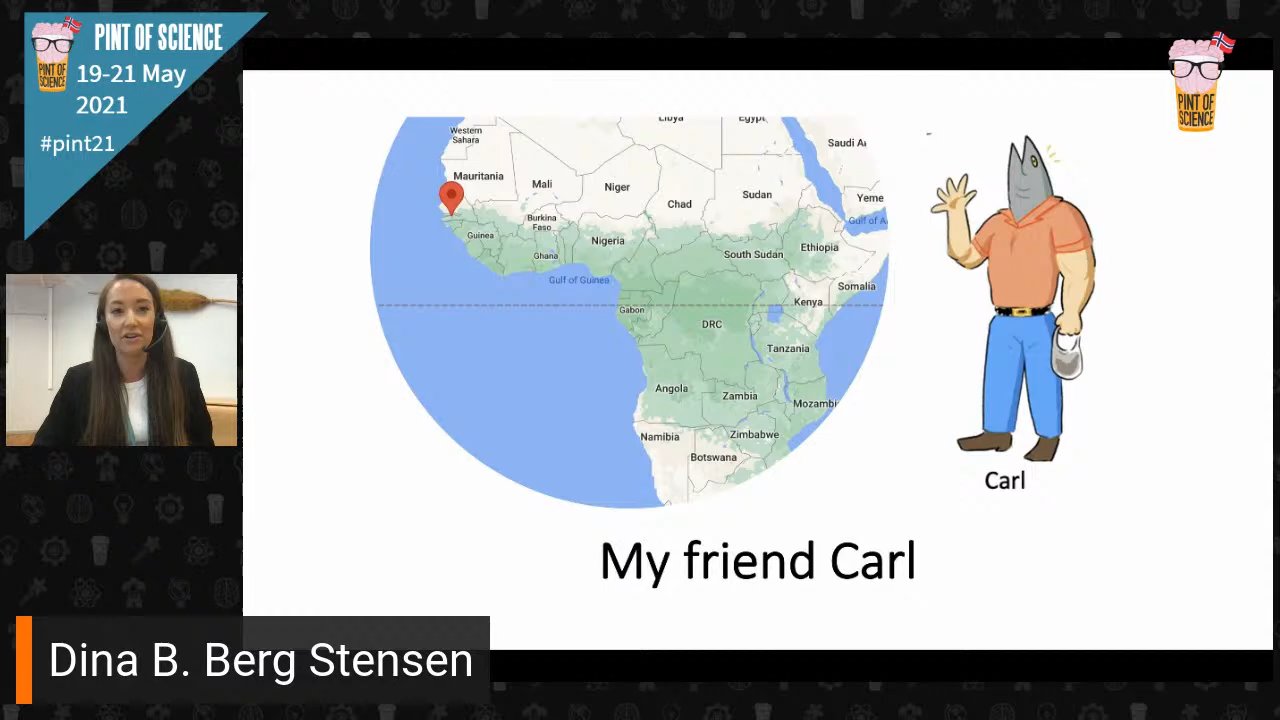 PINT OF SCIENCE
19-21 May
2021
#pint21
PINT OF
SCIENCE
PINT OF
SCIENCE
Libya
Egypt
Western
Sahara
Saudi Ar
Mauritania
Mali
Niger
Chad
Sudan
Yeme
Burkina
Faso
Gulf of A
Guinea
Nigeria
Ethiopia
Ghana
South Sudan
Gulf of Guinea
Somalia
Kenya
Gabon
DRC
Tanzania
Angola
Zambia
Mozambi
Namibia
Zimbabwe
Botswana
Carl
My friend Carl
Dina B. Berg Stensen